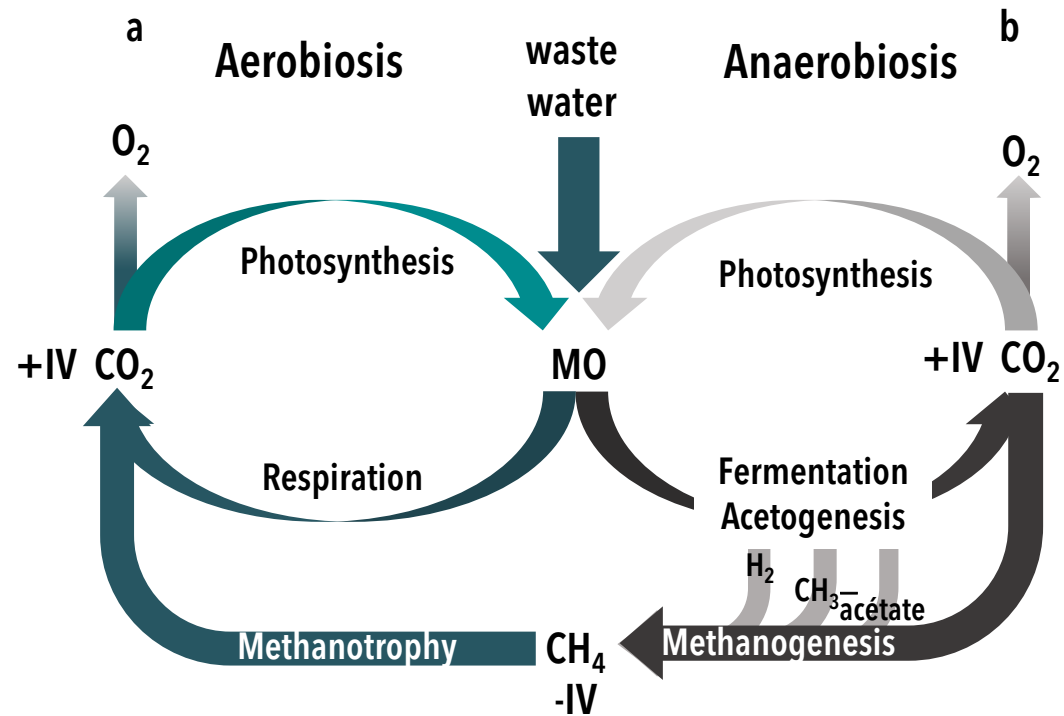 a
b
Aerobiosis
waste
water
Anaerobiosis
O₂
O₂
Photosynthesis
Photosynthesis
+IV CO₂
MO
+IV CO₂
Respiration
Fermentation
Acetogenesis
H₂
CH₃–
acétate
Methanotrophy
CH₄
-IV
Methanogenesis